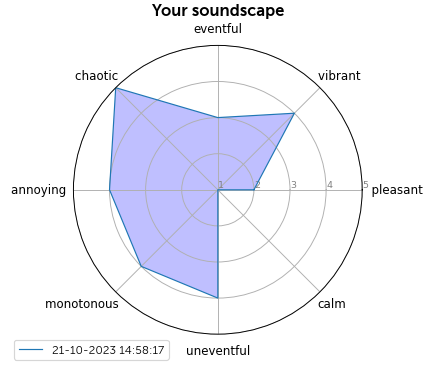 Your soundscape
eventful
chaotic
vibrant
annoying
1 2 3 4 5
pleasant
monotonous
calm
uneventful
21-10-2023 14:58:17